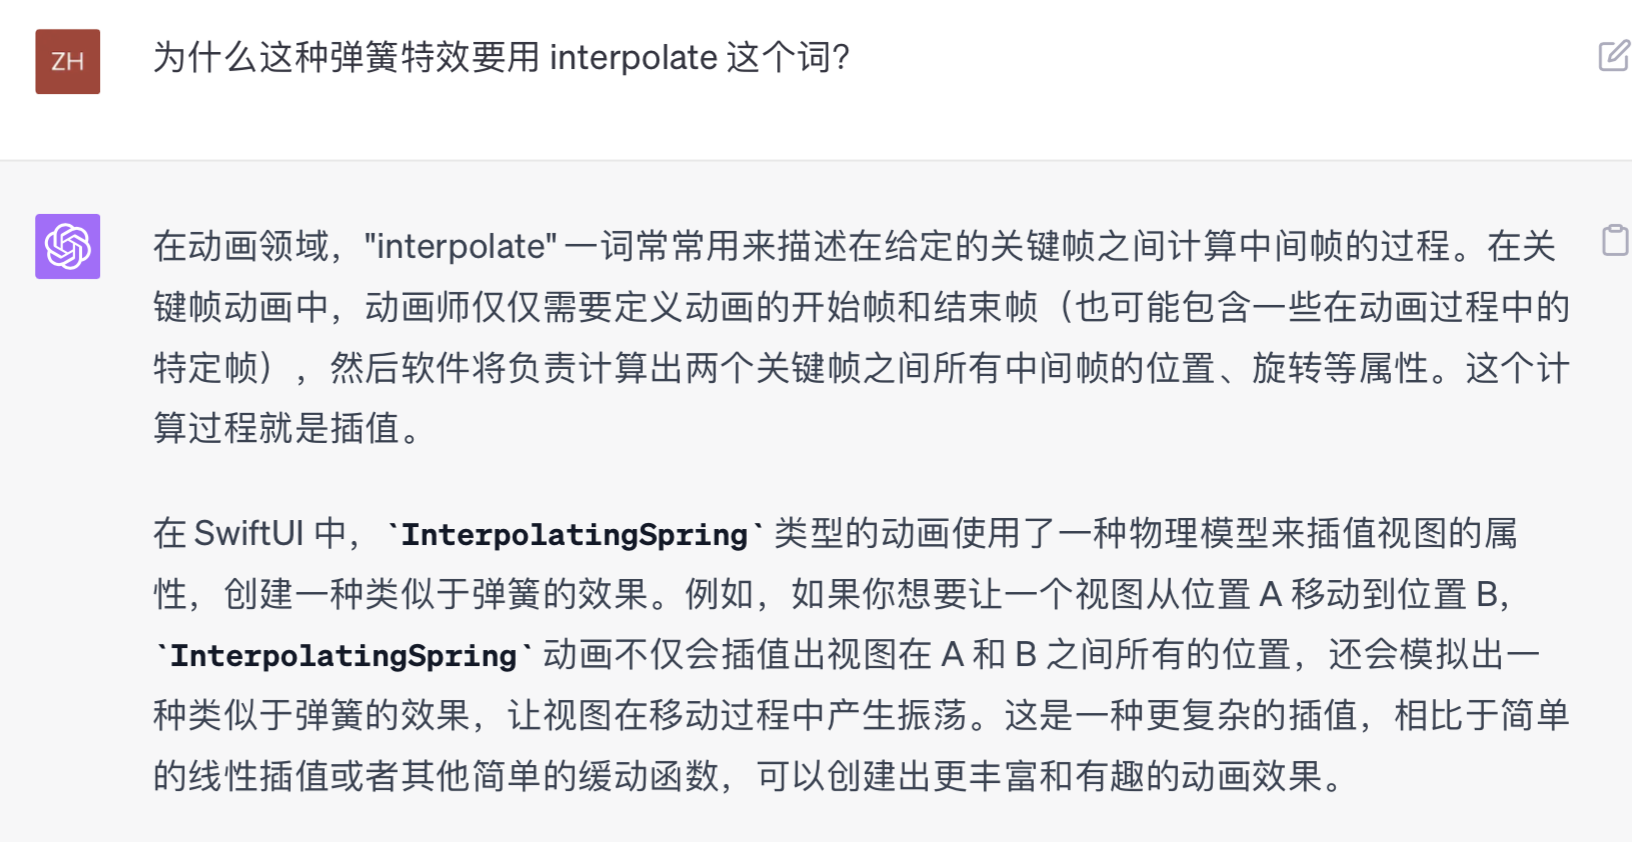 ZH
为什么这种弹簧特效要用 interpolate 这个词？
在动画领域，"interpolate" 一词常常用来描述在给定的关键帧之间计算中间帧的过程。在关
键帧动画中，动画师仅仅需要定义动画的开始帧和结束帧（也可能包含一些在动画过程中的
特定帧），然后软件将负责计算出两个关键帧之间所有中间帧的位置、旋转等属性。这个计
算过程就是插值。
在 SwiftUI 中，`InterpolatingSpring` 类型的动画使用了一种物理模型来插值视图的属
性，创建一种类似于弹簧的效果。例如，如果你想要让一个视图从位置 A 移动到位置 B，
`InterpolatingSpring` 动画不仅会插值出视图在 A 和 B 之间所有的位置，还会模拟出一
种类似于弹簧的效果，让视图在移动过程中产生振荡。这是一种更复杂的插值，相比于简单
的线性插值或者其他简单的缓动函数，可以创建出更丰富和有趣的动画效果。